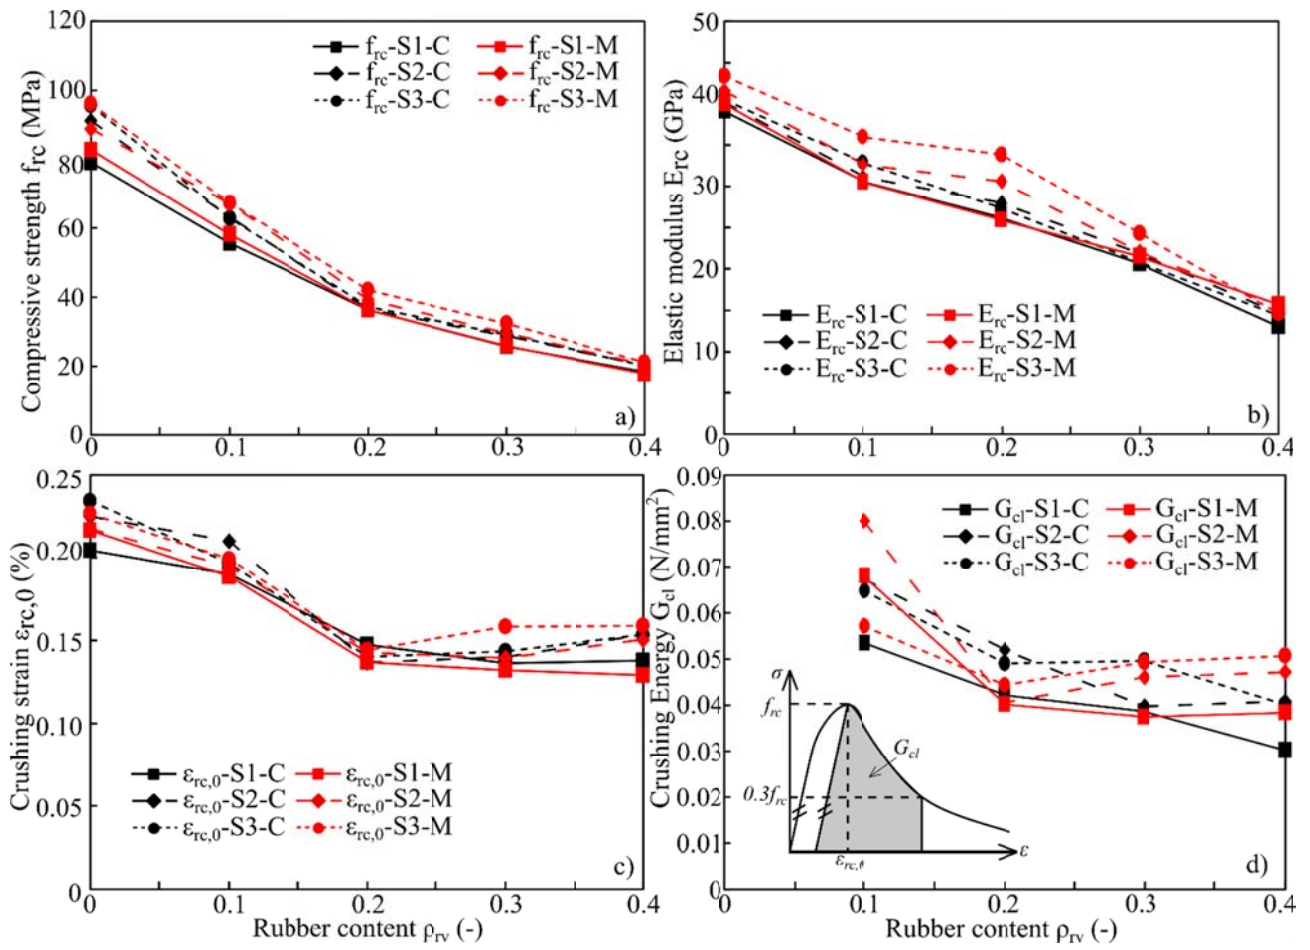 120
100
80
60
40
20
0
Compressive strength f_rc (MPa)
f_rc-S1-C
f_rc-S1-M
f_rc-S2-C
f_rc-S2-M
f_rc-S3-C
f_rc-S3-M
a)
0
0.1
0.2
0.3
0.4
50
40
30
20
10
0
Elastic modulus E_rc (GPa)
E_rc-S1-C
E_rc-S1-M
E_rc-S2-C
E_rc-S2-M
E_rc-S3-C
E_rc-S3-M
b)
0
0.1
0.2
0.3
0.4
0.25
0.20
0.15
0.10
0.05
0
Crushing strain ε_rc,0 (%)
ε_rc,0-S1-C
ε_rc,0-S1-M
ε_rc,0-S2-C
ε_rc,0-S2-M
ε_rc,0-S3-C
ε_rc,0-S3-M
c)
0
0.1
0.2
0.3
0.4
Rubber content ρ_rv (-)
0.09
0.08
0.07
0.06
0.05
0.04
0.03
0.02
0.01
0
Crushing Energy G_cl (N/mm²)
G_cl-S1-C
G_cl-S1-M
G_cl-S2-C
G_cl-S2-M
G_cl-S3-C
G_cl-S3-M
σ
f_rc
G_cl
0.3f_rc
ε_rc,0
ε
d)
0
0.1
0.2
0.3
0.4
Rubber content ρ_rv (-)